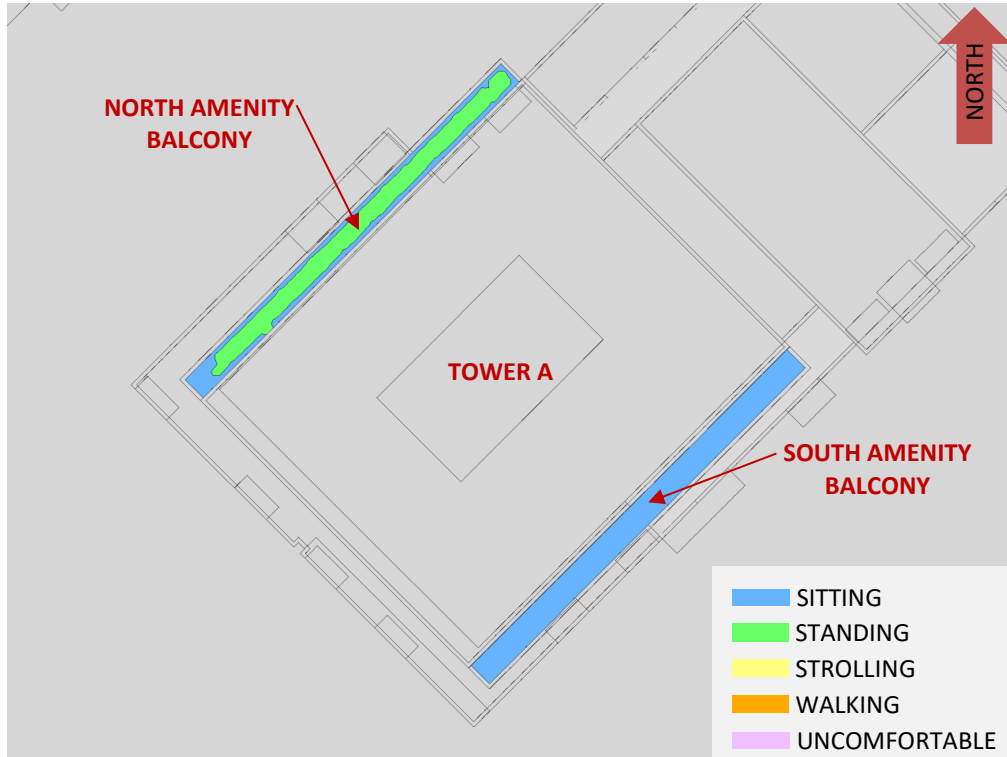 NORTH
NORTH AMENITY
BALCONY
TOWER A
SOUTH AMENITY
BALCONY
SITTING
STANDING
STROLLING
WALKING
UNCOMFORTABLE